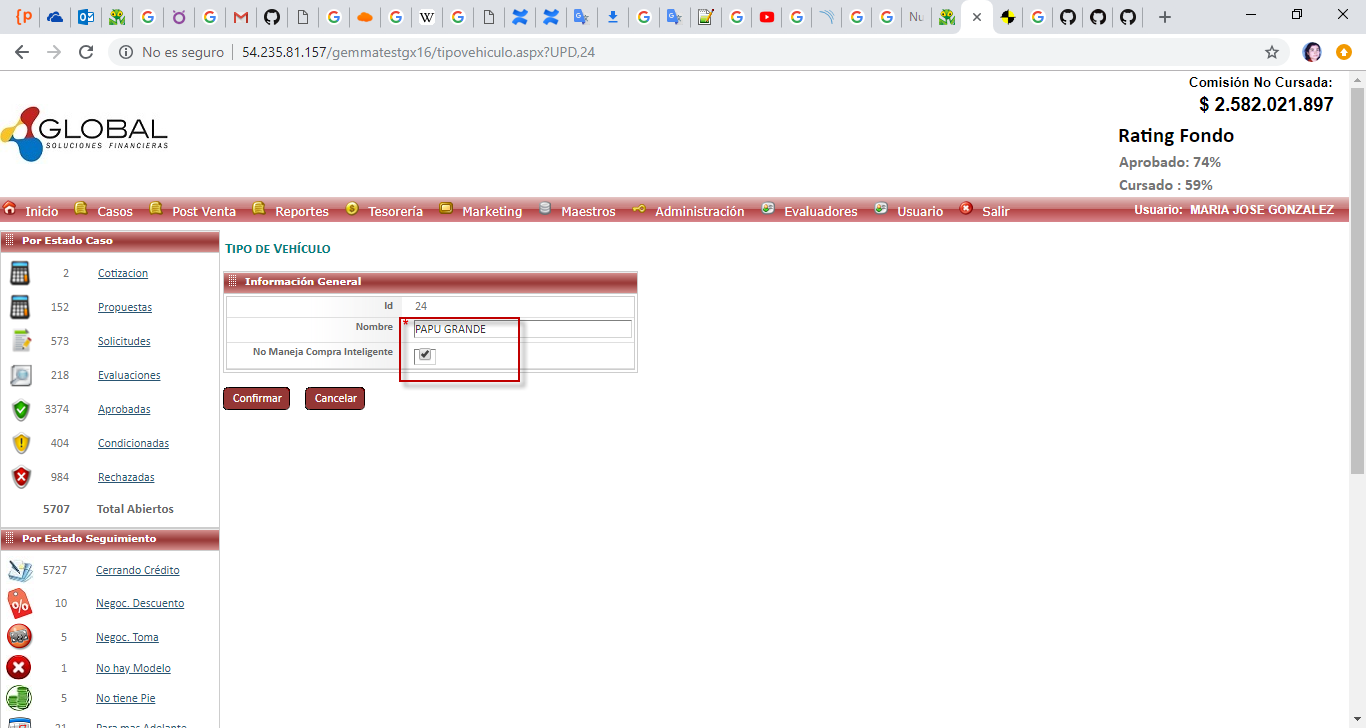 No es seguro
54.235.81.157/gemmatestgx16/tipovehiculo.aspx?UPD,24
Comisión No Cursada:
$ 2.582.021.897
GLOBAL
SOLUCIONES FINANCIERAS
Rating Fondo
Aprobado: 74%
Cursado : 59%
Inicio Casos Post Venta Reportes Tesorería Marketing Maestros Administración Evaluadores Usuario Salir Usuario: MARIA JOSE GONZALEZ
Por Estado Caso
2 Cotizacion
152 Propuestas
573 Solicitudes
218 Evaluaciones
3374 Aprobadas
404 Condicionadas
984 Rechazadas
5707 Total Abiertos
Por Estado Seguimiento
5727 Cerrando Crédito
10 Negoc. Descuento
5 Negoc. Toma
1 No hay Modelo
5 No tiene Pie
21 Para mas Adelante
TIPO DE VEHÍCULO
Información General
Id 24
Nombre * PAPU GRANDE
No Maneja Compra Inteligente
Confirmar Cancelar